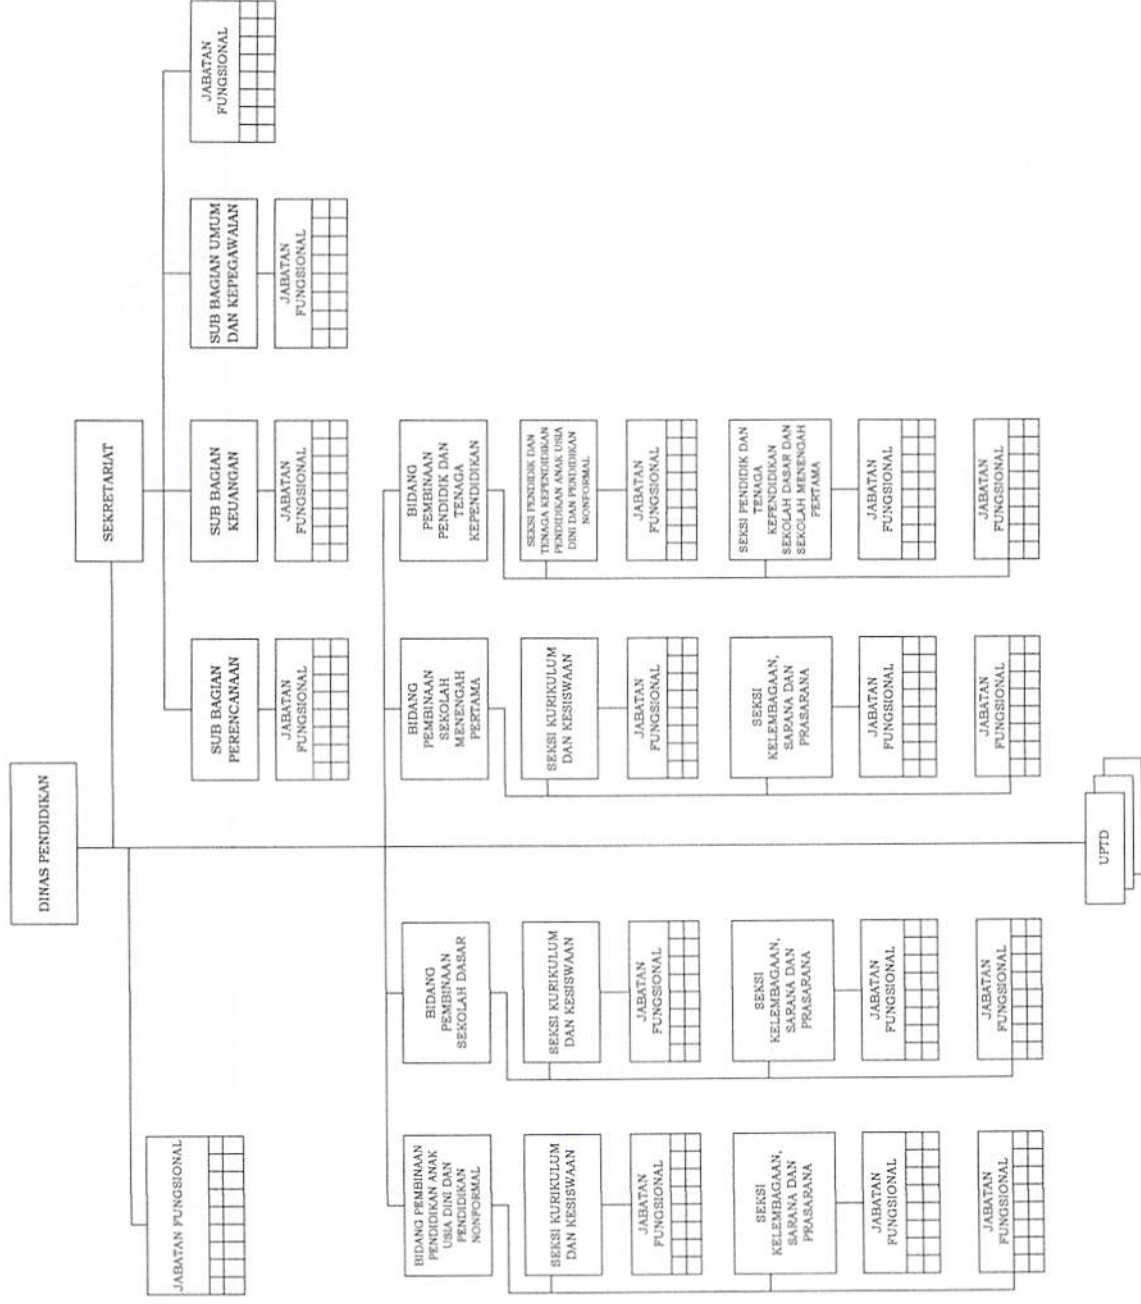 DINAS PENDIDIKAN
SEKRETARIAT
JABATAN FUNGSIONAL
SUB BAGIAN
PERENCANAAN
SUB BAGIAN
KEUANGAN
SUB BAGIAN UMUM
DAN KEPEGAWAIAN
JABATAN
FUNGSIONAL
JABATAN
FUNGSIONAL
JABATAN
FUNGSIONAL
JABATAN
FUNGSIONAL
BIDANG PEMBINAAN
PENDIDIKAN ANAK
USIA DINI DAN
PENDIDIKAN
NONFORMAL
BIDANG
PEMBINAAN
SEKOLAH DASAR
BIDANG
PEMBINAAN
SEKOLAH
MENENGAH
PERTAMA
BIDANG
PEMBINAAN
PENDIDIK DAN
TENAGA
KEPENDIDIKAN
SEKSI KURIKULUM
DAN KESISWAAN
SEKSI KURIKULUM
DAN KESISWAAN
SEKSI KURIKULUM
DAN KESISWAAN
SEKSI PENDIDIK DAN
TENAGA KEPENDIDIKAN
PENDIDIKAN ANAK USIA
DINI DAN PENDIDIKAN
NONFORMAL
JABATAN
FUNGSIONAL
JABATAN
FUNGSIONAL
JABATAN
FUNGSIONAL
JABATAN
FUNGSIONAL
SEKSI
KELEMBAGAAN,
SARANA DAN
PRASARANA
SEKSI
KELEMBAGAAN,
SARANA DAN
PRASARANA
SEKSI
KELEMBAGAAN,
SARANA DAN
PRASARANA
SEKSI PENDIDIK DAN
TENAGA
KEPENDIDIKAN
SEKOLAH DASAR DAN
SEKOLAH MENENGAH
PERTAMA
JABATAN
FUNGSIONAL
JABATAN
FUNGSIONAL
JABATAN
FUNGSIONAL
JABATAN
FUNGSIONAL
JABATAN
FUNGSIONAL
JABATAN
FUNGSIONAL
JABATAN
FUNGSIONAL
JABATAN
FUNGSIONAL
UPTD